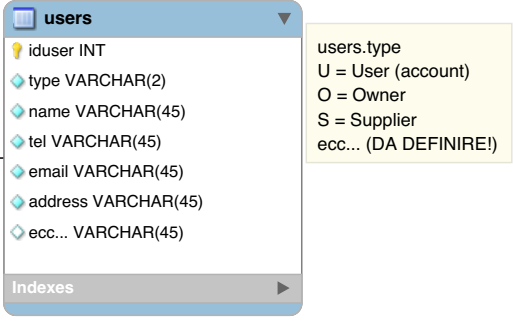 users
iduser INT
type VARCHAR(2)
name VARCHAR(45)
tel VARCHAR(45)
email VARCHAR(45)
address VARCHAR(45)
ecc... VARCHAR(45)
Indexes
users.type
U = User (account)
O = Owner
S = Supplier
ecc... (DA DEFINIRE!)